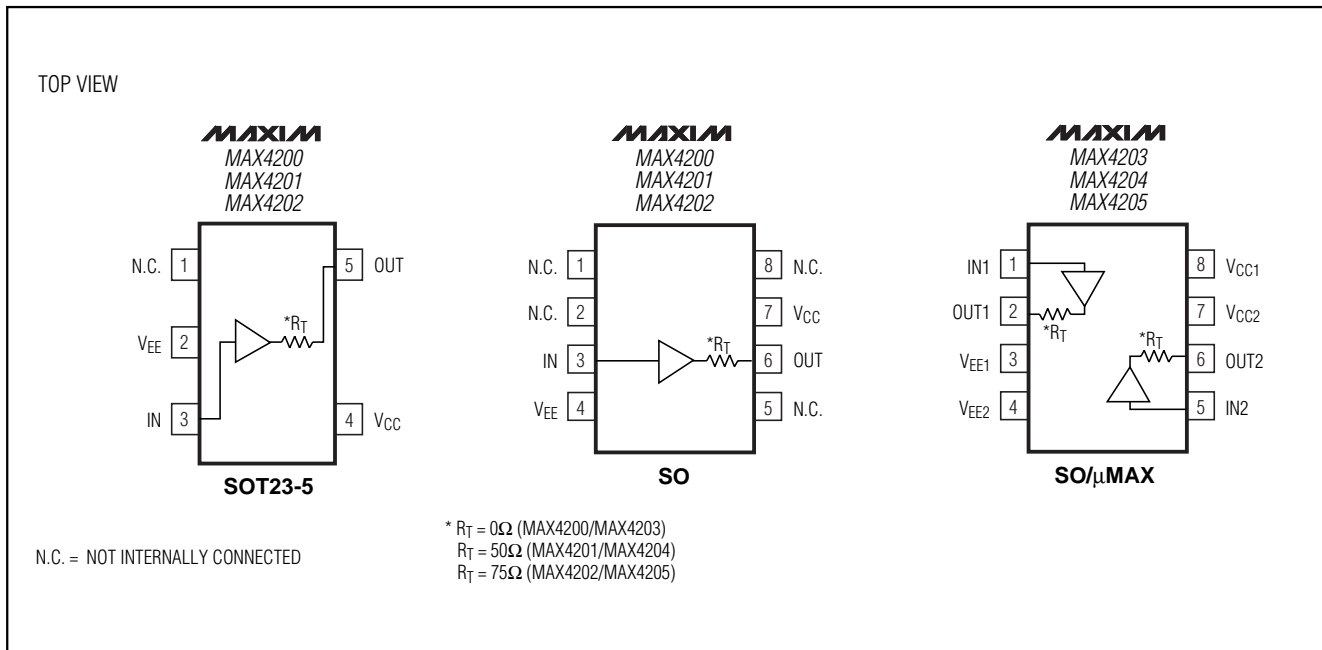 TOP VIEW
MAXIM
MAX4200
MAX4201
MAX4202
N.C. 1
5 OUT
*RT
VEE 2
IN 3
4 VCC
SOT23-5
MAXIM
MAX4200
MAX4201
MAX4202
N.C. 1
8 N.C.
N.C. 2
7 VCC
*RT
IN 3
6 OUT
VEE 4
5 N.C.
SO
MAXIM
MAX4203
MAX4204
MAX4205
IN1 1
8 VCC1
OUT1 2
7 VCC2
*RT
*RT
VEE1 3
6 OUT2
VEE2 4
5 IN2
SO/μMAX
N.C. = NOT INTERNALLY CONNECTED
* RT = 0Ω (MAX4200/MAX4203)
RT = 50Ω (MAX4201/MAX4204)
RT = 75Ω (MAX4202/MAX4205)